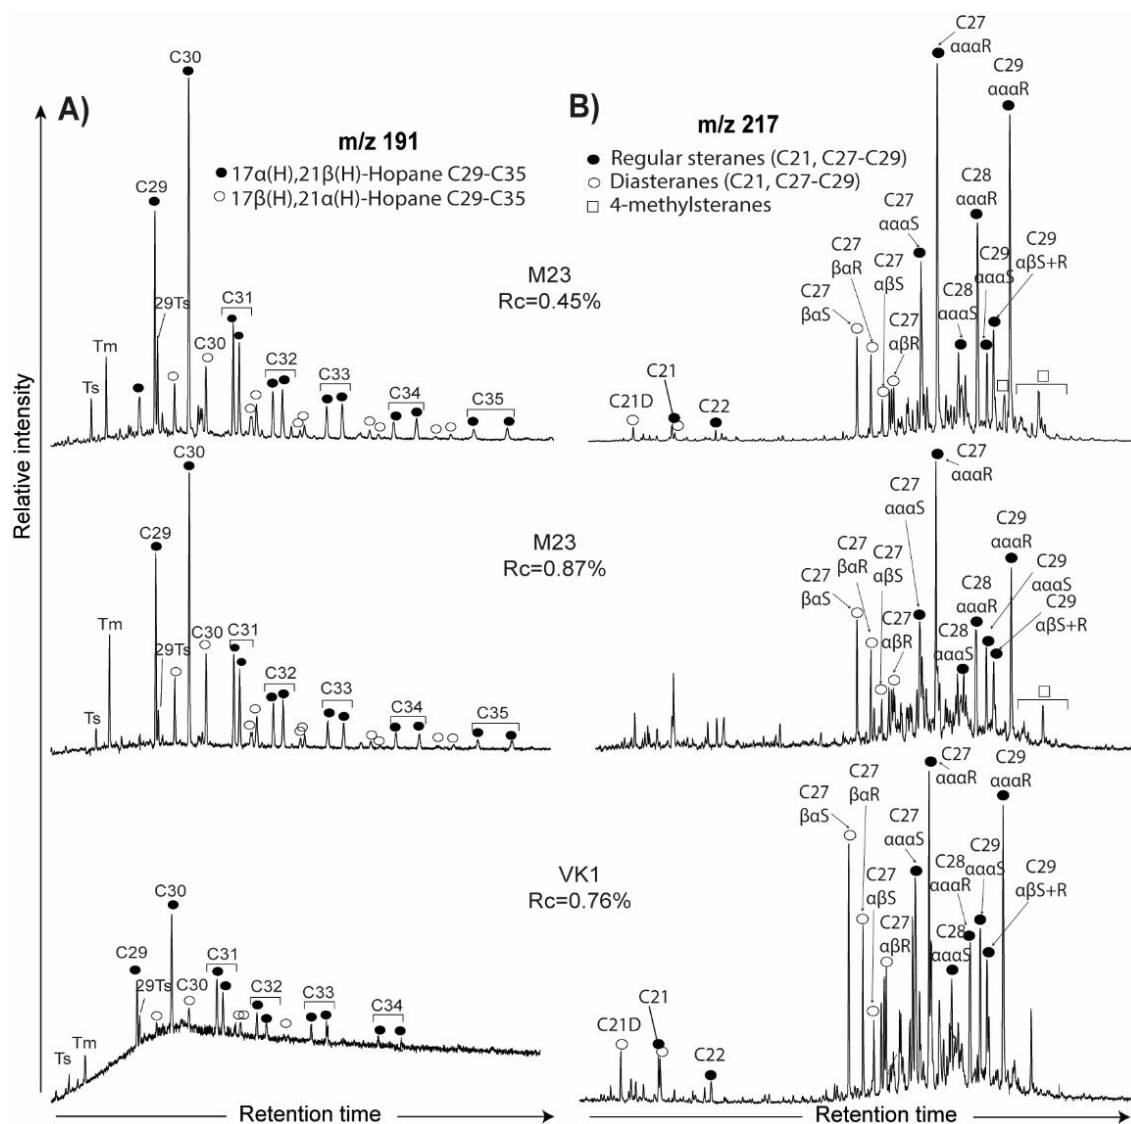 A)
m/z 191
17α(H),21β(H)-Hopane C29-C35
17β(H),21α(H)-Hopane C29-C35
C30
C29
29Ts
Tm
Ts
C30
C31
C32
C33
C34
C35
M23
Rc=0.45%
B)
m/z 217
Regular steranes (C21, C27-C29)
Diasteranes (C21, C27-C29)
4-methylsteranes
C21D
C21
C22
C27
βαS
C27
βαR
C27
αβS
C27
αβR
C27
αααS
C27
αααR
C28
αααS
C28
αααR
C29
αααS
C29
αβS+R
C29
αααR
Relative intensity
C30
C29
29Ts
Tm
Ts
C30
C31
C32
C33
C34
C35
M23
Rc=0.87%
C27
βαS
C27
βαR
C27
αβS
C27
αβR
C27
αααS
C27
αααR
C28
αααS
C28
αααR
C29
αααR
C29
αααS
C29
αβS+R
C30
C29
29Ts
C30
Tm
Ts
C31
C32
C33
C34
VK1
Rc=0.76%
C21D
C21
C22
C27
βαS
C27
βαR
C27
αβS
C27
αβR
C27
αααS
C27
αααR
C28
αααR
C28
αααS
C29
αααS
C29
αααR
C29
αβS+R
Retention time
Retention time